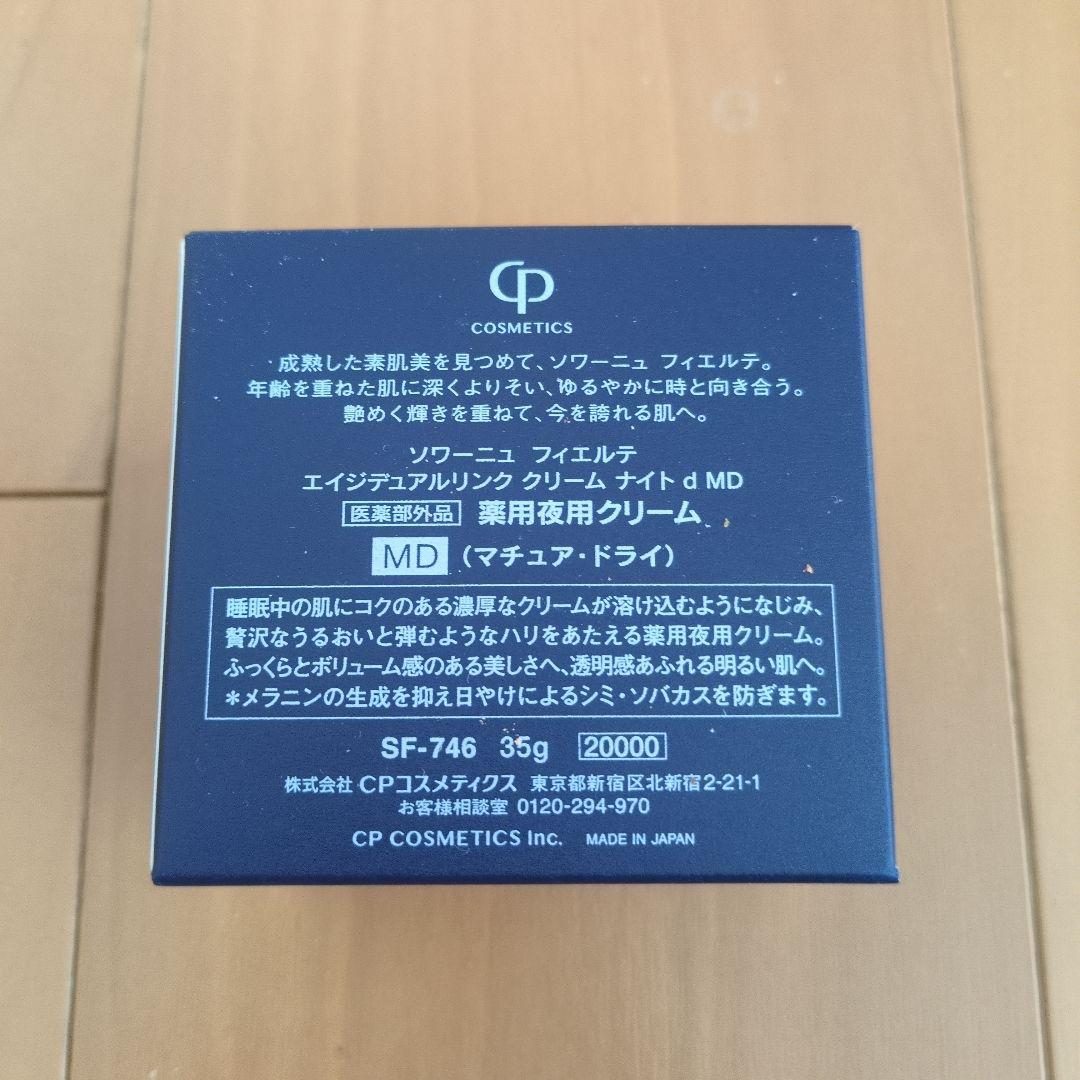 CP
COSMETICS
成熟した素肌美を見つめて、ソワーニュ フィエルテ。
年齢を重ねた肌に深くよりそい、ゆるやかに時と向き合う。
艶めく輝きを重ねて、今を誇れる肌へ。
ソワーニュ フィエルテ
エイジデュアルリンク クリーム ナイト d MD
医薬部外品 薬用夜用クリーム
MD （マチュア・ドライ）
睡眠中の肌にコクのある濃厚なクリームが溶け込むようになじみ、
贅沢なうるおいと弾むようなハリをあたえる薬用夜用クリーム。
ふっくらとボリューム感のある美しさへ、透明感あふれる明るい肌へ。
＊メラニンの生成を抑え日やけによるシミ・ソバカスを防ぎます。
SF-746 35g 20000
株式会社 CPコスメティクス 東京都新宿区北新宿2-21-1
お客様相談室 0120-294-970
CP COSMETICS Inc. MADE IN JAPAN